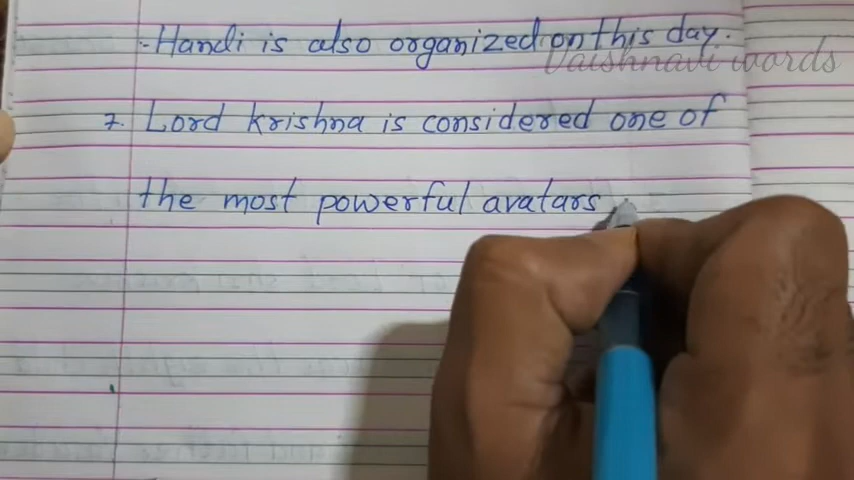 - Handi is also organized on this day.
Vaishnavi words
7. Lord krishna is considered one of
the most powerful avatars